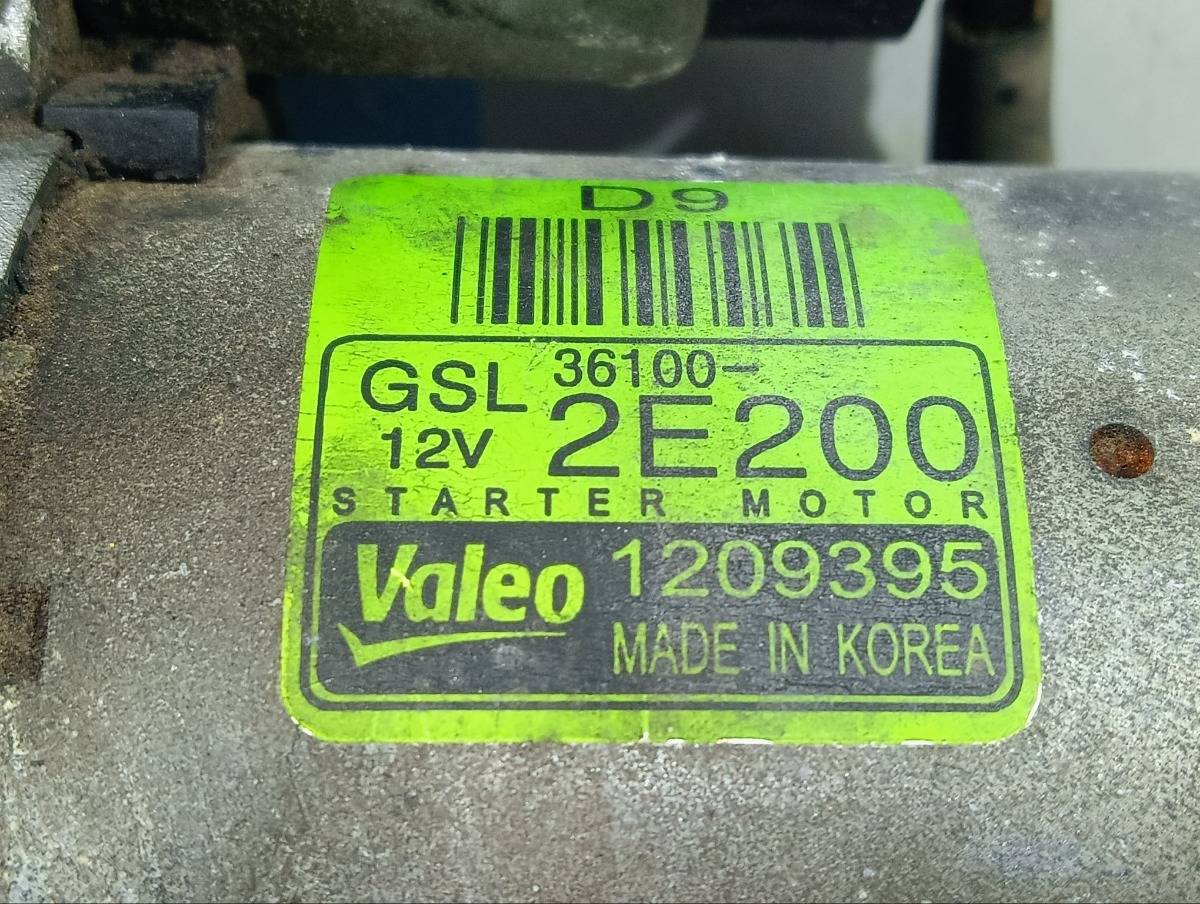 D9
GSL 36100-
12V 2E200
STARTER MOTOR
Valeo 1209395
MADE IN KOREA